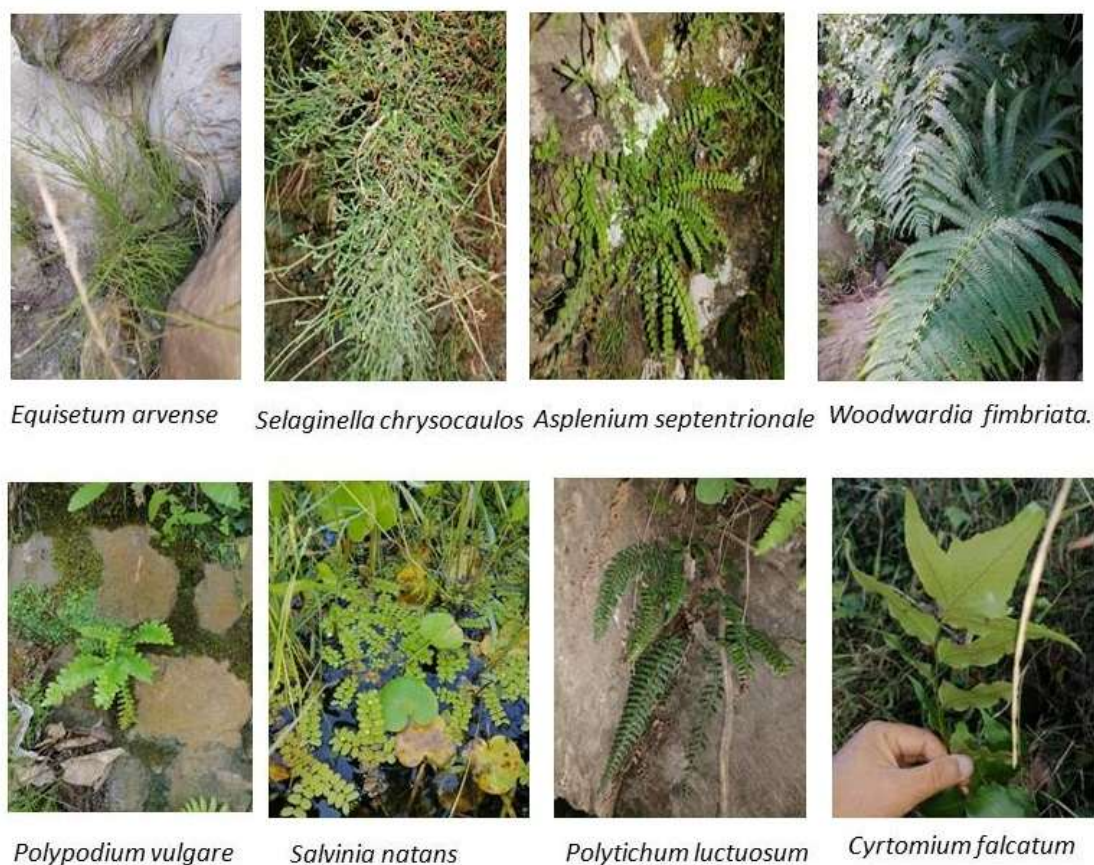 Equisetum arvense
Selaginella chrysocaulos
Asplenium septentrionale
Woodwardia fimbriata.
Polypodium vulgare
Salvinia natans
Polytichum luctuosum
Cyrtomium falcatum